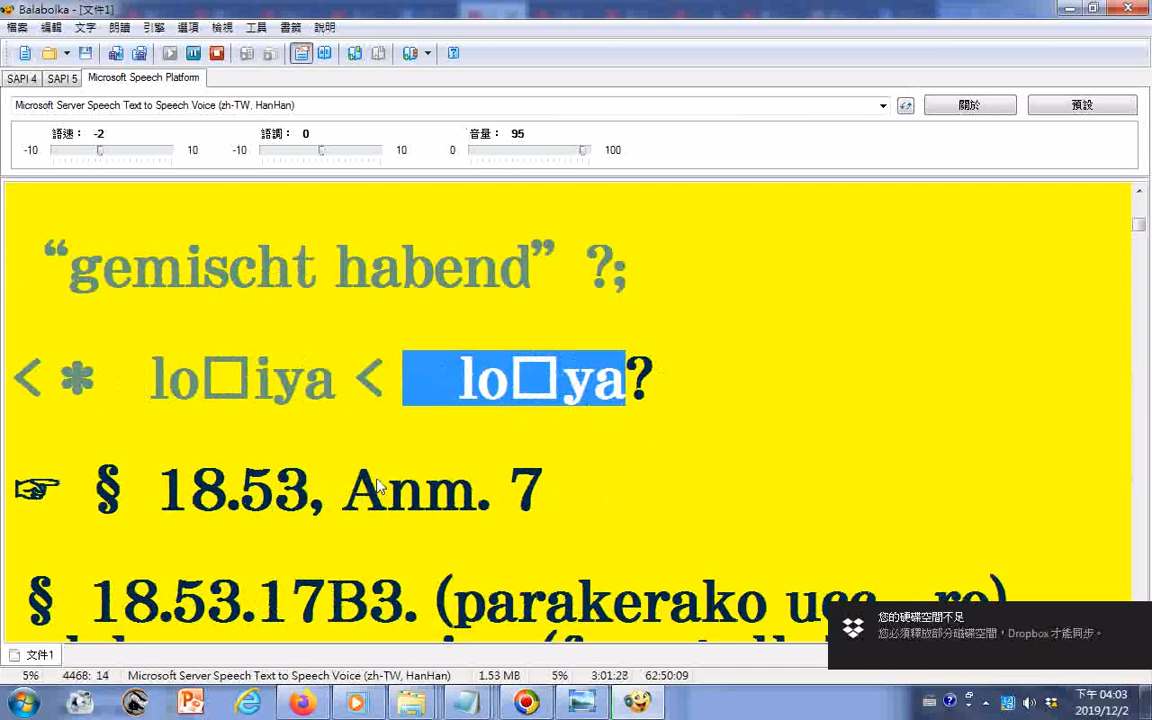 Balabolka - [文件1]
檔案 編輯 文字 朗讀 引擎 選項 檢視 工具 書籤 說明
SAPI 4 SAPI 5 Microsoft Speech Platform
Microsoft Server Speech Text to Speech Voice (zh-TW, HanHan)
關於
預設
語速： -2 語調： 0 音量： 95
-10 10 -10 10 0 100
“gemischt habend” ?;
< * lo□iya < lo□ya?
☞ § 18.53, Anm. 7
§ 18.53.17B3. (parakerako
您的硬碟空間不足
您必須釋放部分磁碟空間，Dropbox 才能同步。
文件1
5% 4468: 14 Microsoft Server Speech Text to Speech Voice (zh-TW, HanHan) 1.53 MB 5% 3:01:28 62:50:09
下午 04:03
2019/12/2